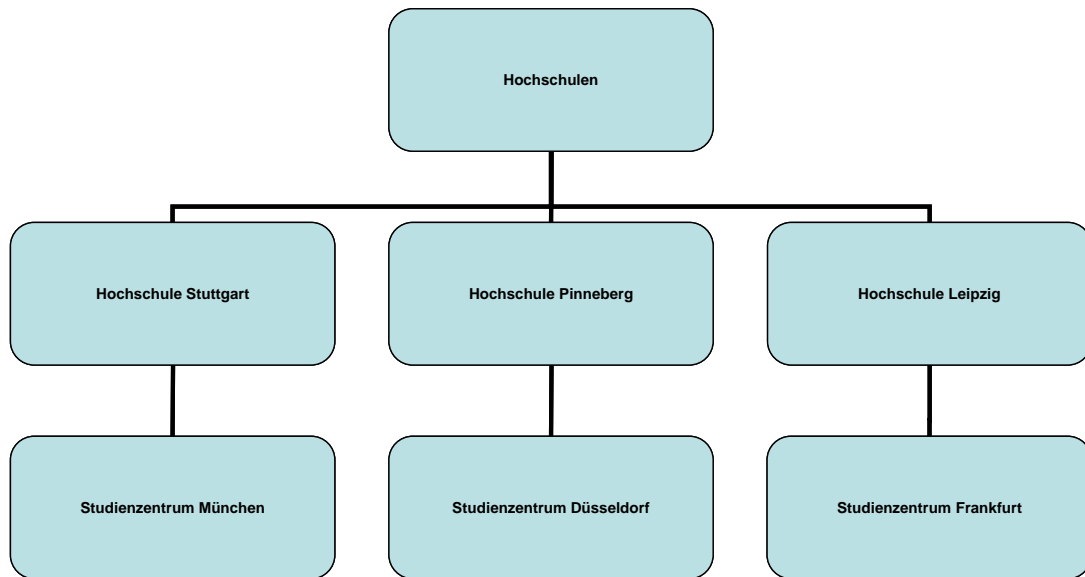 Hochschulen
Hochschule Stuttgart
Hochschule Pinneberg
Hochschule Leipzig
Studienzentrum München
Studienzentrum Düsseldorf
Studienzentrum Frankfurt